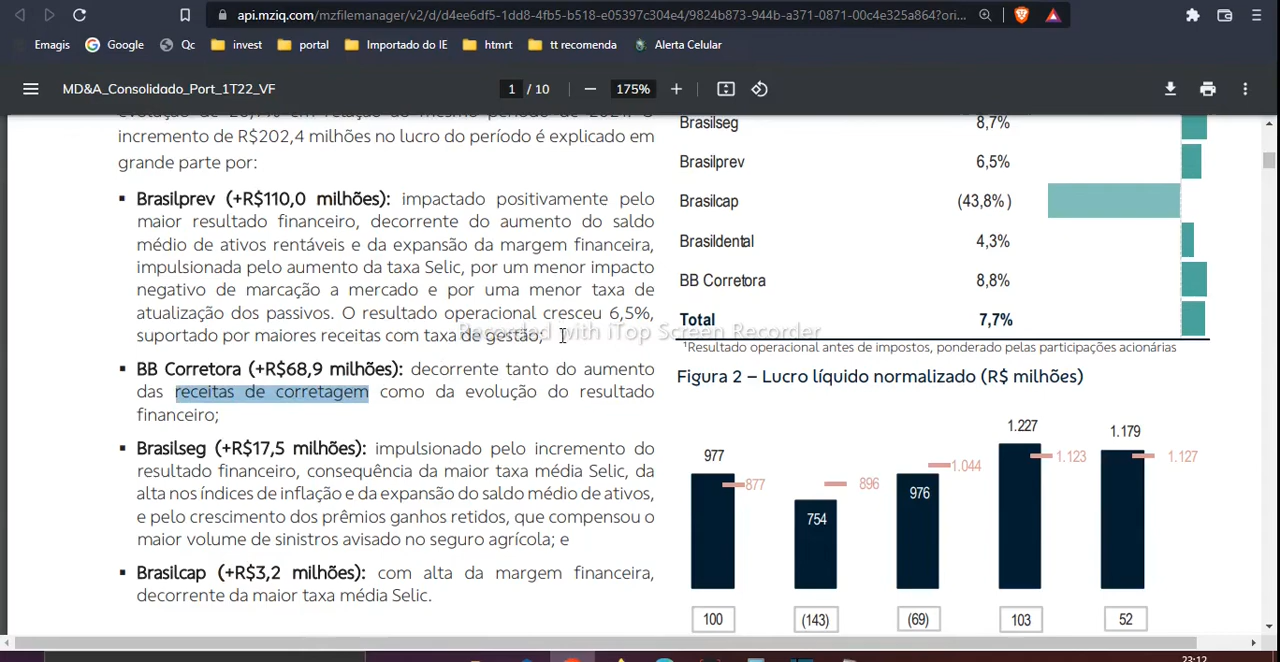 api.mziq.com/mzfilemanager/v2/d/d4ee6df5-1dd8-4fb5-b518-e05397c304e4/9824b873-944b-a371-0871-00c4e325a864?ori...
Emagis Google Qc invest portal Importado do IE htmrt tt recomenda Alerta Celular
MD&A_Consolidado_Port_1T22_VF 1 / 10 175%
incremento de R$202,4 milhões no lucro do período é explicado em
grande parte por:
▪ Brasilprev (+R$110,0 milhões): impactado positivamente pelo
maior resultado financeiro, decorrente do aumento do saldo
médio de ativos rentáveis e da expansão da margem financeira,
impulsionada pelo aumento da taxa Selic, por um menor impacto
negativo de marcação a mercado e por uma menor taxa de
atualização dos passivos. O resultado operacional cresceu 6,5%,
suportado por maiores receitas com taxa de gestão;
▪ BB Corretora (+R$68,9 milhões): decorrente tanto do aumento
das receitas de corretagem como da evolução do resultado
financeiro;
▪ Brasilseg (+R$17,5 milhões): impulsionado pelo incremento do
resultado financeiro, consequência da maior taxa média Selic, da
alta nos índices de inflação e da expansão do saldo médio de ativos,
e pelo crescimento dos prêmios ganhos retidos, que compensou o
maior volume de sinistros avisado no seguro agrícola; e
▪ Brasilcap (+R$3,2 milhões): com alta da margem financeira,
decorrente da maior taxa média Selic.
Brasilseg 8,7%
Brasilprev 6,5%
Brasilcap (43,8%)
Brasildental 4,3%
BB Corretora 8,8%
Total 7,7%
¹Resultado operacional antes de impostos, ponderado pelas participações acionárias
Figura 2 – Lucro líquido normalizado (R$ milhões)
977 877 754 896 976 1.044 1.227 1.123 1.179 1.127
100 (143) (69) 103 52
Recorded with iTop Screen Recorder
23:12